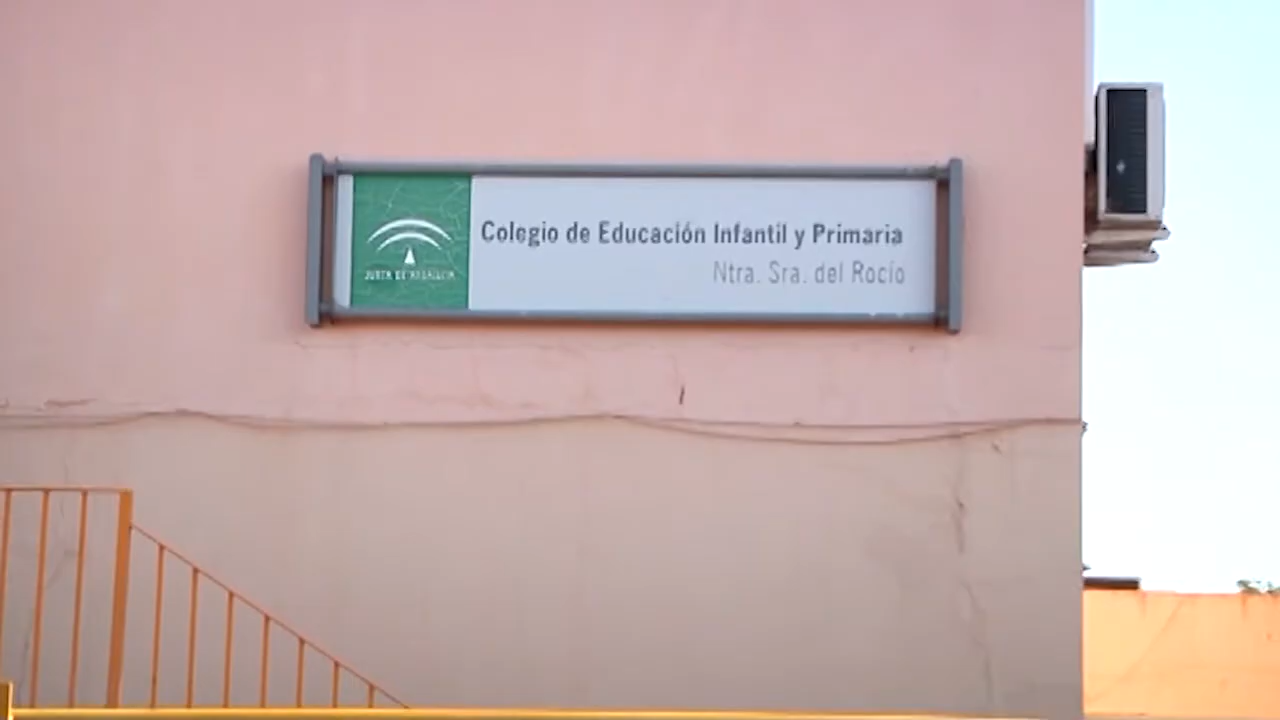 Colegio de Educación Infantil y Primaria
Ntra. Sra. del Rocío
JUNTA DE ANDALUCIA